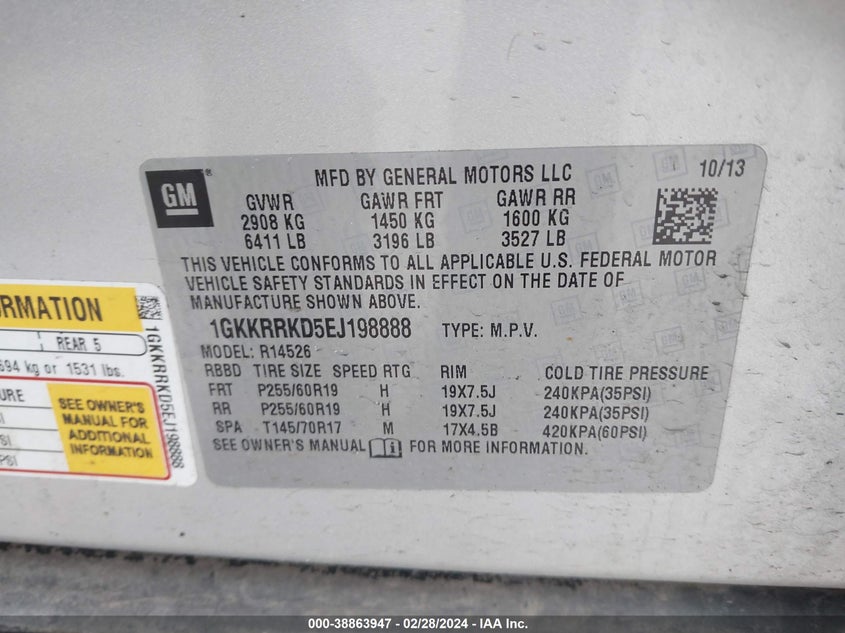 GM
®
MFD BY GENERAL MOTORS LLC
10/13
GVWR GAWR FRT GAWR RR
2908 KG 1450 KG 1600 KG
6411 LB 3196 LB 3527 LB
THIS VEHICLE CONFORMS TO ALL APPLICABLE U.S. FEDERAL MOTOR
VEHICLE SAFETY STANDARDS IN EFFECT ON THE DATE OF
MANUFACTURE SHOWN ABOVE.
1GKKRRKD5EJ198888 TYPE: M.P.V.
MODEL: R14526
RBBD TIRE SIZE SPEED RTG RIM COLD TIRE PRESSURE
FRT P255/60R19 H 19X7.5J 240KPA(35PSI)
RR P255/60R19 H 19X7.5J 240KPA(35PSI)
SPA T145/70R17 M 17X4.5B 420KPA(60PSI)
SEE OWNER'S MANUAL FOR MORE INFORMATION.
REAR 5
694 kg or 1531 lbs.
SEE OWNER'S
MANUAL FOR
ADDITIONAL
INFORMATION
1GKKRRKD5EJ198888
000-38863947 - 02/28/2024 - IAA Inc.